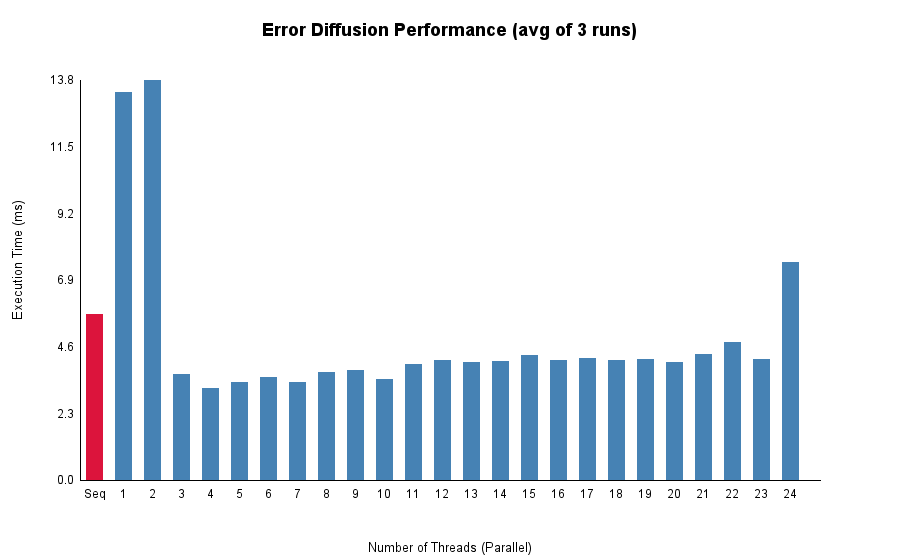 Error Diffusion Performance (avg of 3 runs)
13.8
11.5
9.2
6.9
4.6
2.3
0.0
Execution Time (ms)
Seq 1 2 3 4 5 6 7 8 9 10 11 12 13 14 15 16 17 18 19 20 21 22 23 24
Number of Threads (Parallel)